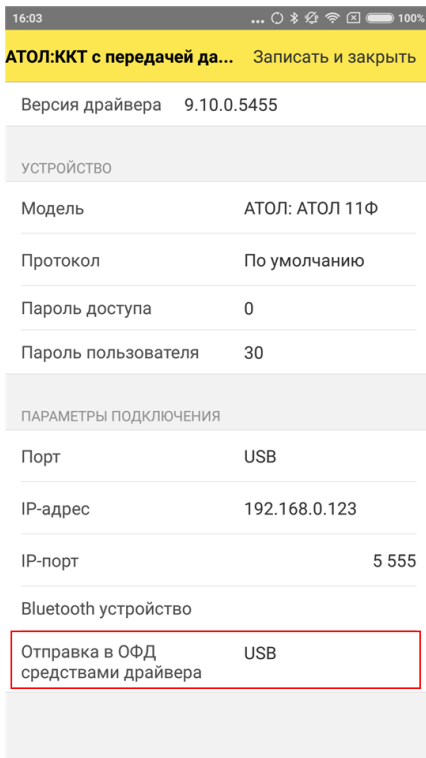 16:03 ... 100%
АТОЛ:ККТ с передачей да... Записать и закрыть
Версия драйвера 9.10.0.5455
УСТРОЙСТВО
Модель АТОЛ: АТОЛ 11Ф
Протокол По умолчанию
Пароль доступа 0
Пароль пользователя 30
ПАРАМЕТРЫ ПОДКЛЮЧЕНИЯ
Порт USB
IP-адрес 192.168.0.123
IP-порт 5 555
Bluetooth устройство
Отправка в ОФД USB
средствами драйвера